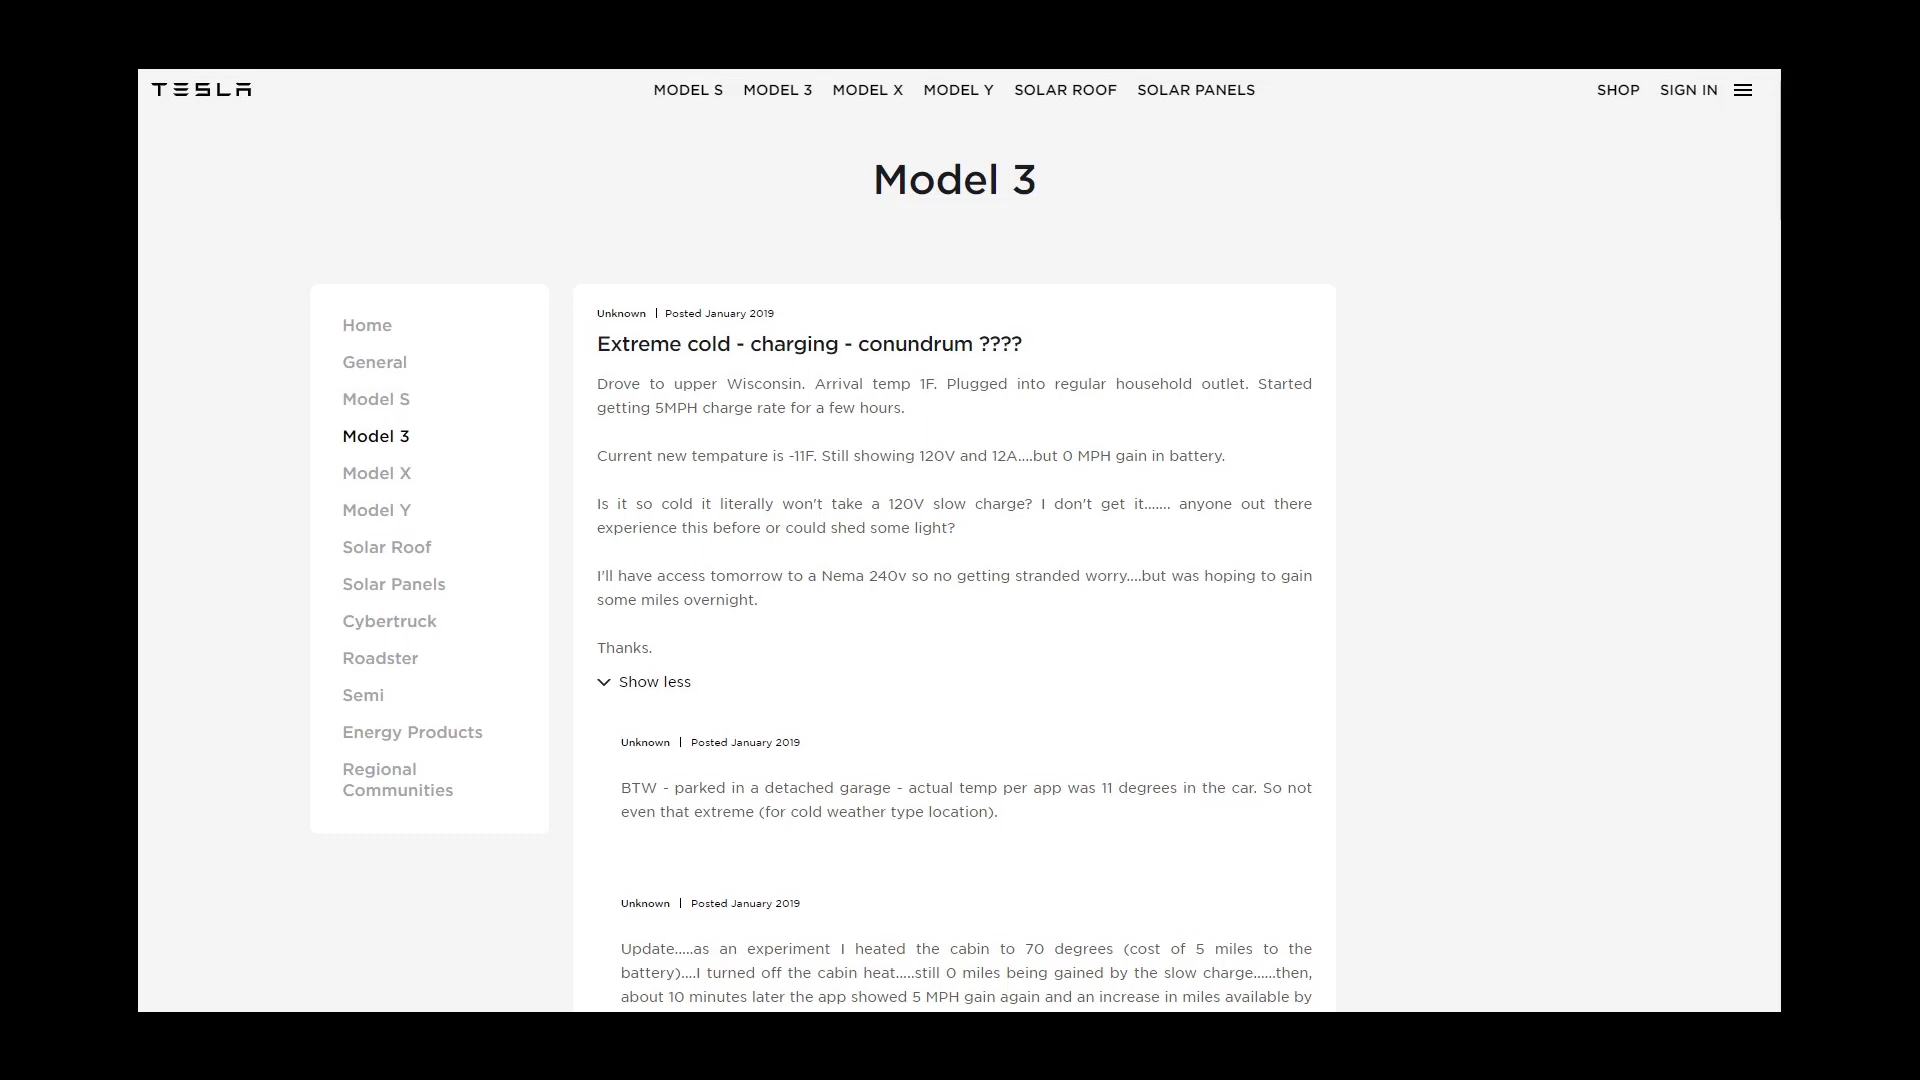 TESLA
MODEL S MODEL 3 MODEL X MODEL Y SOLAR ROOF SOLAR PANELS
SHOP SIGN IN
Model 3
Home
General
Model S
Model 3
Model X
Model Y
Solar Roof
Solar Panels
Cybertruck
Roadster
Semi
Energy Products
Regional
Communities
Unknown | Posted January 2019
Extreme cold - charging - conundrum ????
Drove to upper Wisconsin. Arrival temp 1F. Plugged into regular household outlet. Started
getting 5MPH charge rate for a few hours.
Current new tempature is -11F. Still showing 120V and 12A....but 0 MPH gain in battery.
Is it so cold it literally won't take a 120V slow charge? I don't get it....... anyone out there
experience this before or could shed some light?
I'll have access tomorrow to a Nema 240v so no getting stranded worry....but was hoping to gain
some miles overnight.
Thanks.
Show less
Unknown | Posted January 2019
BTW - parked in a detached garage - actual temp per app was 11 degrees in the car. So not
even that extreme (for cold weather type location).
Unknown | Posted January 2019
Update.....as an experiment I heated the cabin to 70 degrees (cost of 5 miles to the
battery)....I turned off the cabin heat.....still 0 miles being gained by the slow charge......then,
about 10 minutes later the app showed 5 MPH gain again and an increase in miles available by